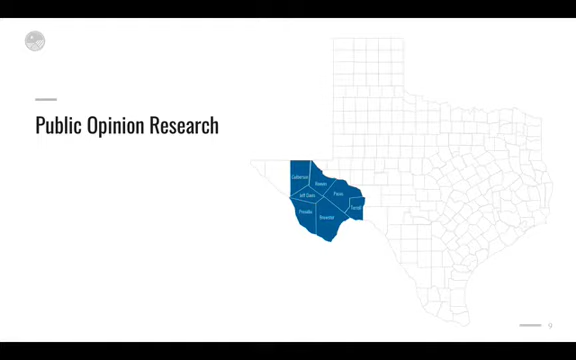 Public Opinion Research
Culberson
Reeves
Jeff Davis
Pecos
Terrell
Presidio
Brewster
9